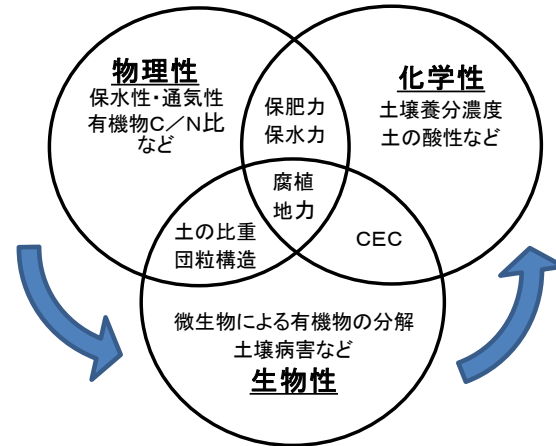 物理性
保水性・通気性
有機物C／N比
など
化学性
土壌養分濃度
土の酸性など
保肥力
保水力
腐植
地力
土の比重
団粒構造
CEC
微生物による有機物の分解
土壌病害など
生物性